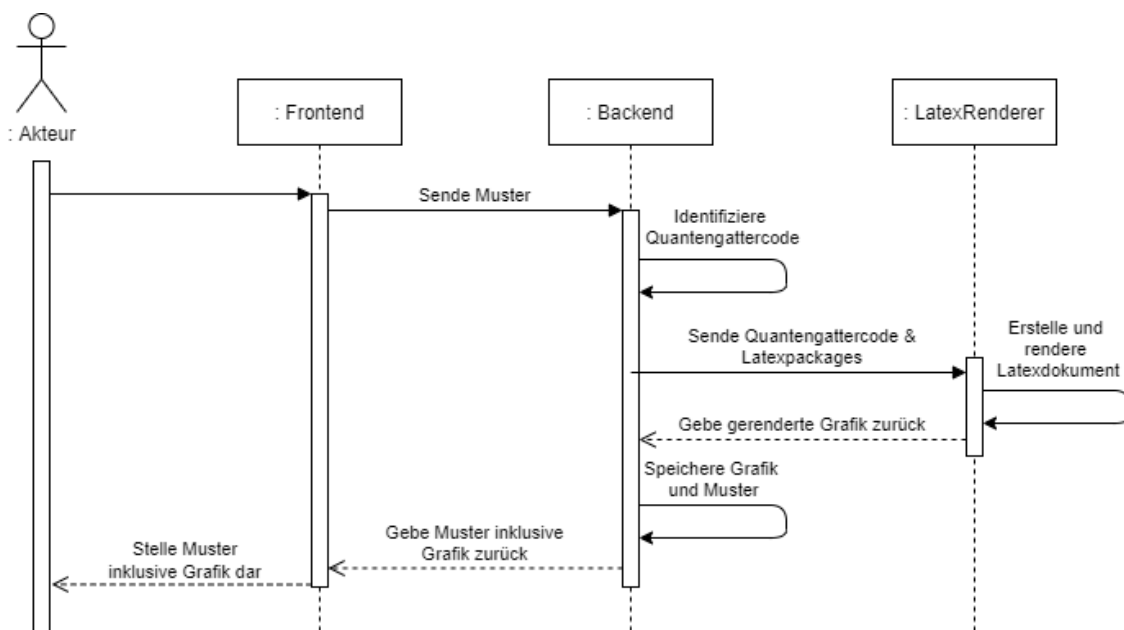 : Akteur
: Frontend
: Backend
: LatexRenderer
Sende Muster
Identifiziere
Quantengattercode
Sende Quantengattercode &
Latexpackages
Erstelle und
rendere
Latexdokument
Gebe gerenderte Grafik zurück
Speichere Grafik
und Muster
Gebe Muster inklusive
Grafik zurück
Stelle Muster
inklusive Grafik dar